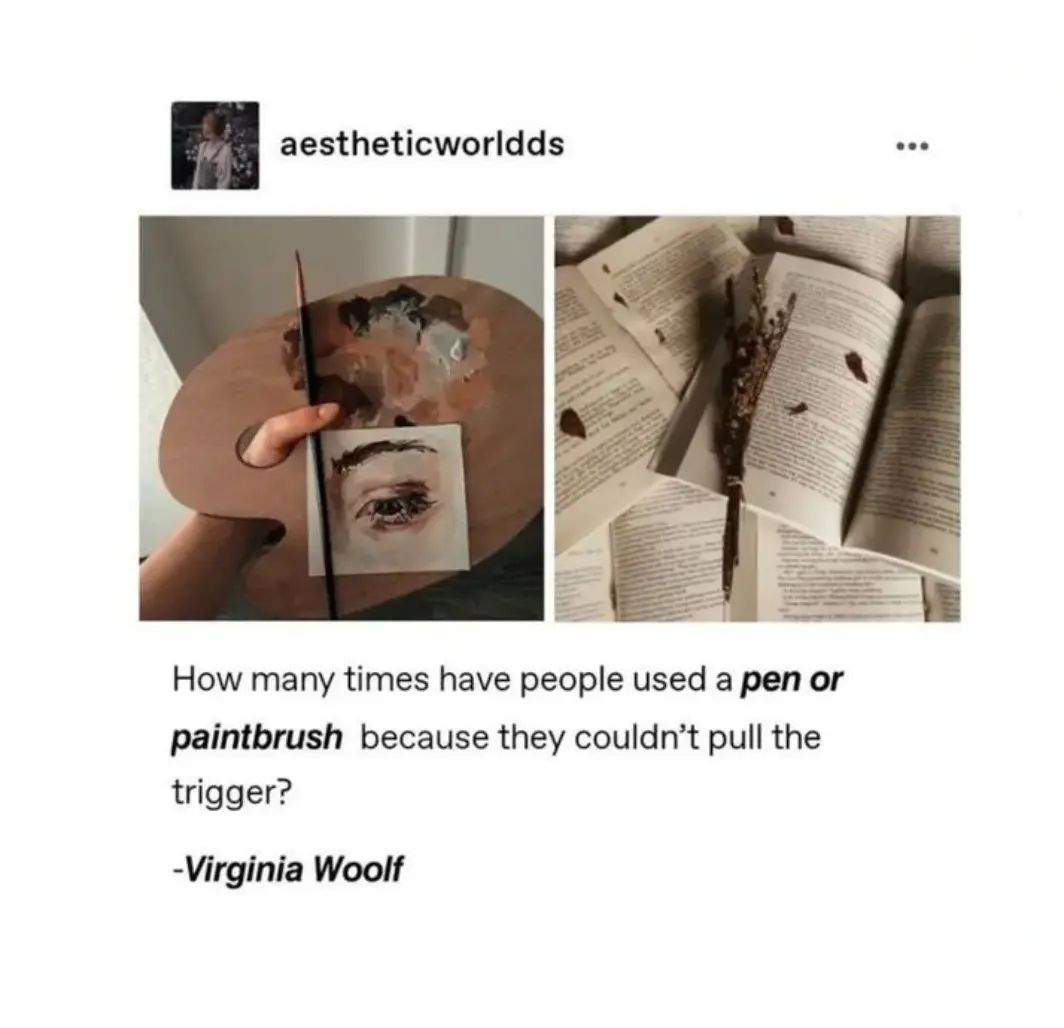 aestheticworldds
How many times have people used a pen or
paintbrush because they couldn't pull the
trigger?
-Virginia Woolf